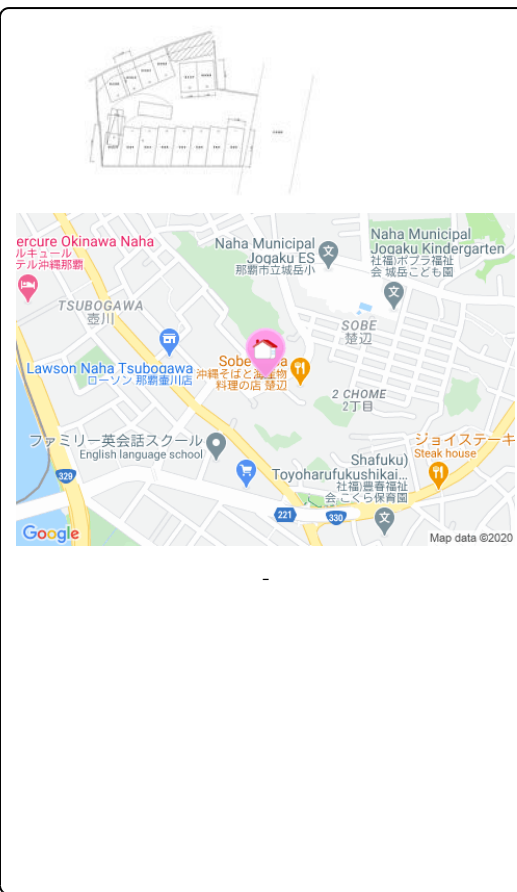 ercure Okinawa Naha
ルキュール
テル沖縄那覇
Naha Municipal
Jogaku ES
那覇市立城岳小
Naha Municipal
Jogaku Kindergarten
社福)ポプラ福祉
会 城岳こども園
TSUBOGAWA
壺川
SOBE
楚辺
Lawson Naha Tsubogawa
ローソン 那覇壷川店
Sobe
沖縄そばと
料理の店 楚辺
2 CHOME
2丁目
ファミリー英会話スクール
English language school
ジョイステーキ
Steak house
Shafuku)
Toyoharufukushikai...
社福)豊春福祉
会 こくら保育園
329
221
330
Google
Map data ©2020
-